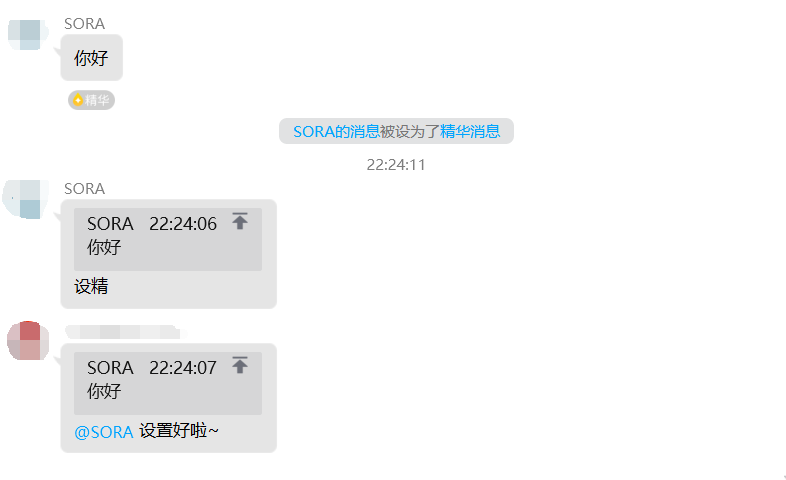 SORA
你好
精华
SORA的消息被设为了精华消息
22:24:11
SORA
SORA 22:24:06
你好
设精
SORA 22:24:07
你好
@SORA 设置好啦~